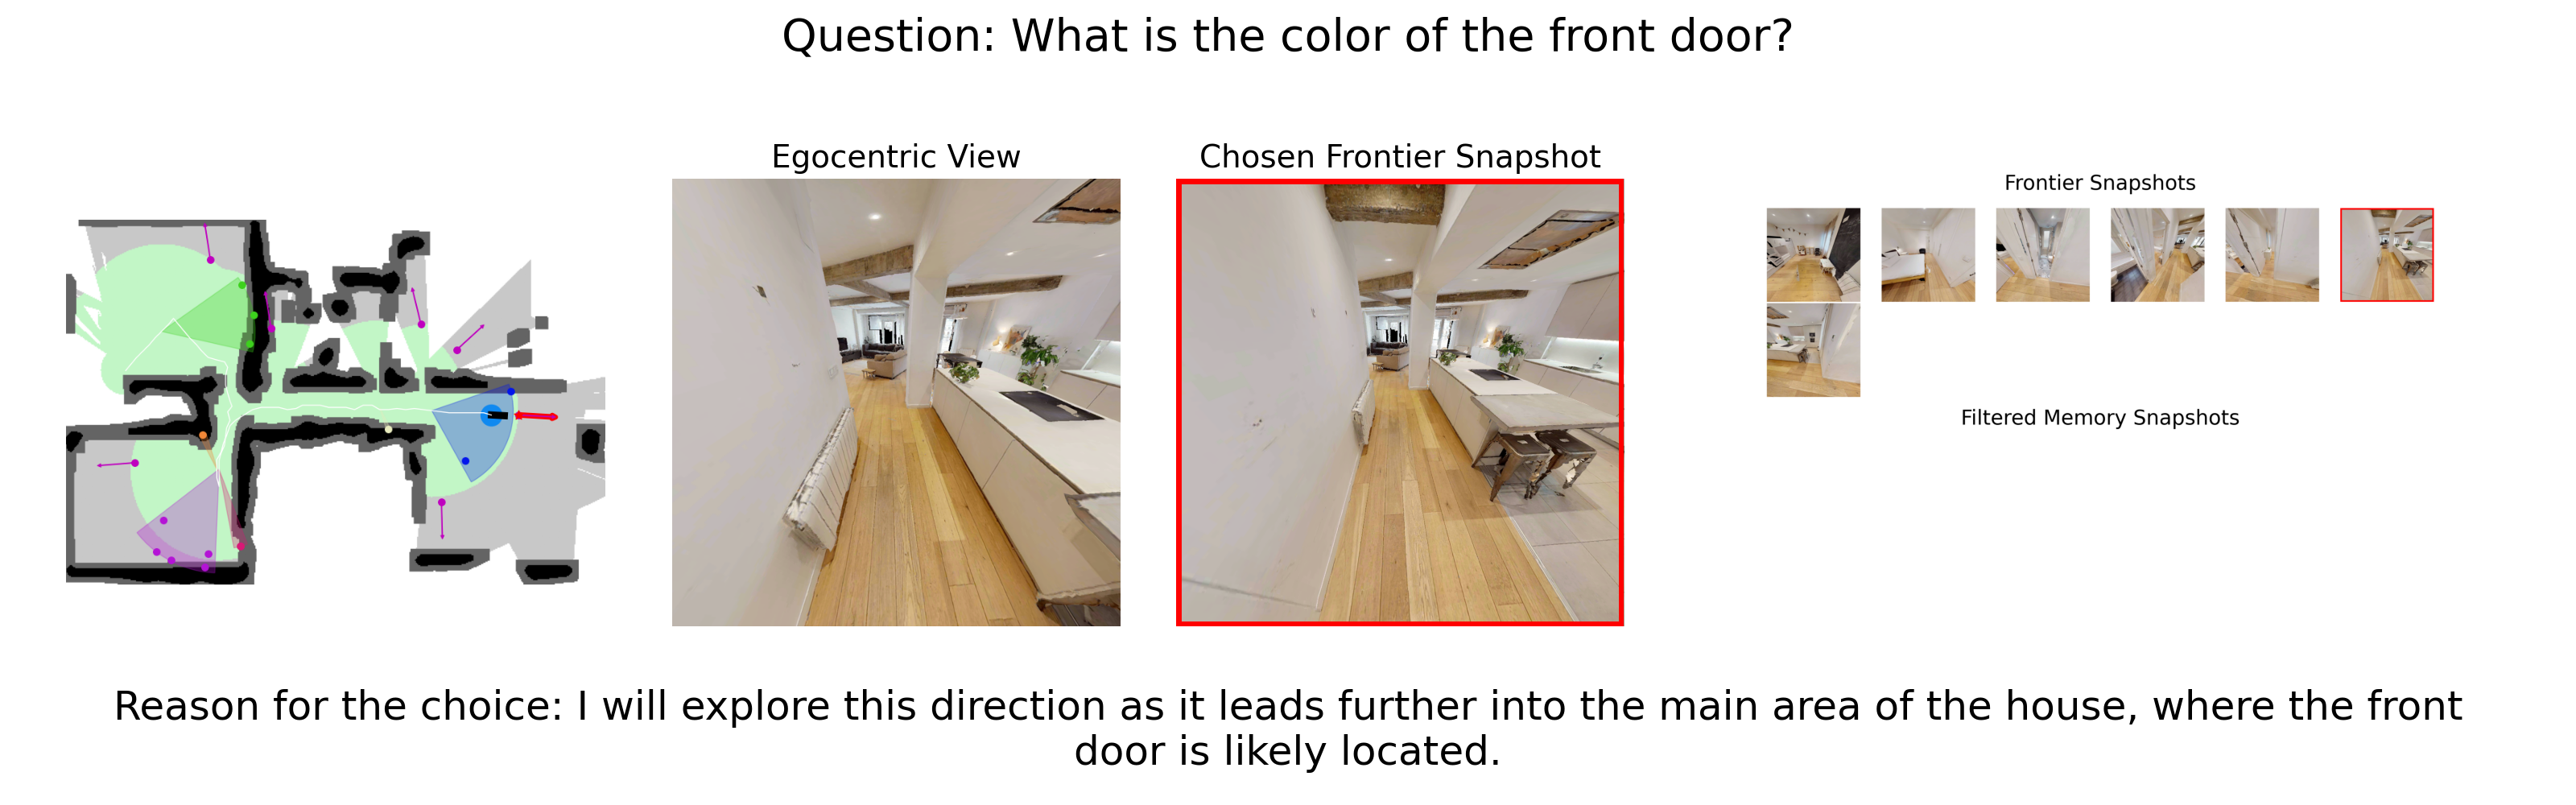 Question: What is the color of the front door?
Egocentric View
Chosen Frontier Snapshot
Frontier Snapshots
Filtered Memory Snapshots
Reason for the choice: I will explore this direction as it leads further into the main area of the house, where the front
door is likely located.